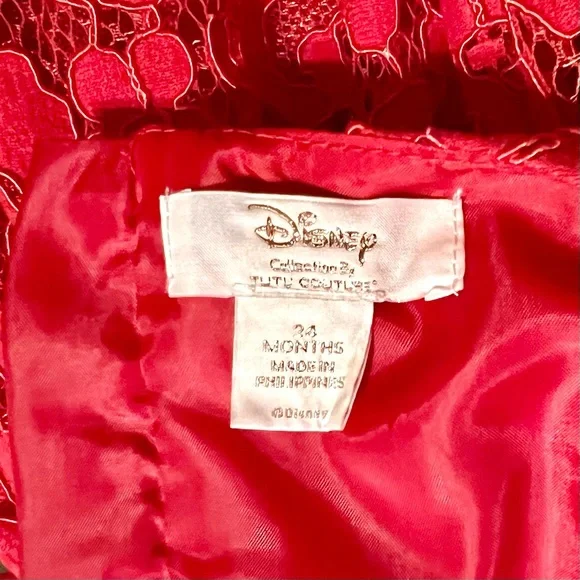 Disney
Collection By
TUTU COUTURE®
24
MONTHS
MADE IN
PHILIPPINES
©Disney